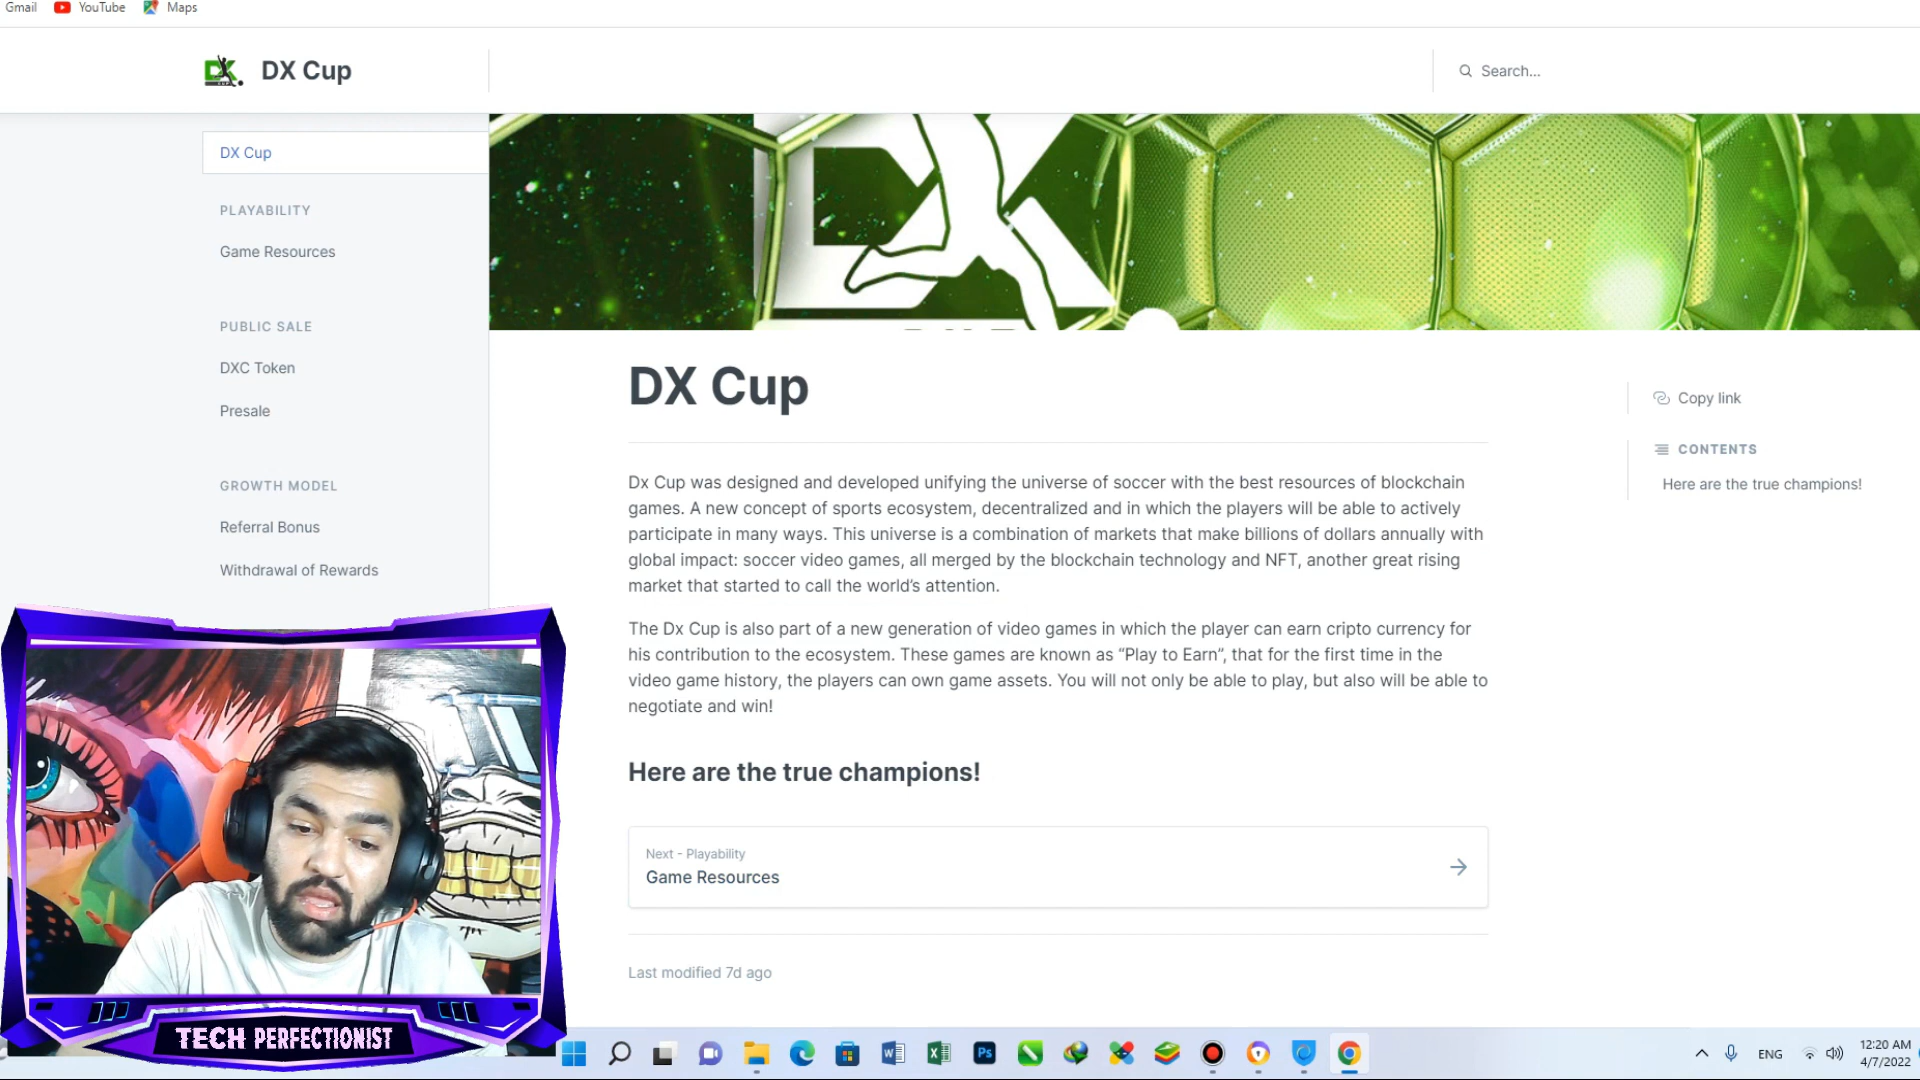 Gmail YouTube Maps
DX Cup
Search...
DX Cup
PLAYABILITY
Game Resources
PUBLIC SALE
DXC Token
Presale
GROWTH MODEL
Referral Bonus
Withdrawal of Rewards
DX Cup
Dx Cup was designed and developed unifying the universe of soccer with the best resources of blockchain
games. A new concept of sports ecosystem, decentralized and in which the players will be able to actively
participate in many ways. This universe is a combination of markets that make billions of dollars annually with
global impact: soccer video games, all merged by the blockchain technology and NFT, another great rising
market that started to call the world's attention.
The Dx Cup is also part of a new generation of video games in which the player can earn cripto currency for
his contribution to the ecosystem. These games are known as “Play to Earn”, that for the first time in the
video game history, the players can own game assets. You will not only be able to play, but also will be able to
negotiate and win!
Here are the true champions!
Next - Playability
Game Resources
Last modified 7d ago
Copy link
CONTENTS
Here are the true champions!
TECH PERFECTIONIST
Ps
ENG
12:20 AM
4/7/2022